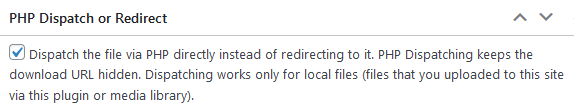 PHP Dispatch or Redirect
Dispatch the file via PHP directly instead of redirecting to it. PHP Dispatching keeps the
download URL hidden. Dispatching works only for local files (files that you uploaded to this site
via this plugin or media library).